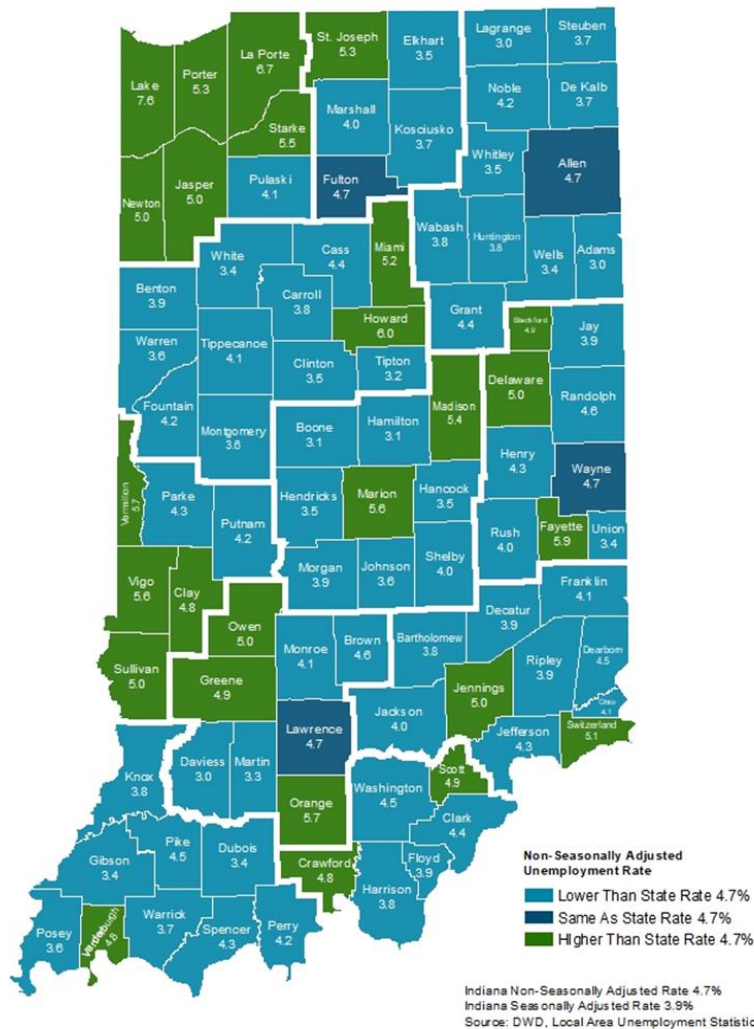 St. Joseph
5.3
Elkhart
3.5
Lagrange
3.0
Steuben
3.7
La Porte
6.7
Lake
7.6
Porter
5.3
Noble
4.2
De Kalb
3.7
Marshall
4.0
Kosciusko
3.7
Starke
5.5
Whitley
3.5
Allen
4.7
Newton
5.0
Jasper
5.0
Pulaski
4.1
Fulton
4.7
Wabash
3.8
Huntington
3.8
Wells
3.4
Adams
3.0
White
3.4
Cass
4.4
Miami
5.2
Benton
3.9
Carroll
3.8
Grant
4.4
Howard
6.0
Blackford
4.9
Jay
3.9
Warren
3.6
Tippecanoe
4.1
Clinton
3.5
Tipton
3.2
Delaware
5.0
Randolph
4.6
Fountain
4.2
Montgomery
3.6
Boone
3.1
Hamilton
3.1
Madison
5.4
Henry
4.3
Wayne
4.7
Vermillion
5.7
Parke
4.3
Putnam
4.2
Hendricks
3.5
Marion
5.6
Hancock
3.5
Rush
4.0
Fayette
5.9
Union
3.4
Vigo
5.6
Clay
4.8
Morgan
3.9
Johnson
3.6
Shelby
4.0
Franklin
4.1
Owen
5.0
Decatur
3.9
Sullivan
5.0
Greene
4.9
Monroe
4.1
Brown
4.6
Bartholomew
3.8
Ripley
3.9
Dearborn
4.5
Jennings
5.0
Ohio
4.1
Switzerland
5.1
Jackson
4.0
Jefferson
4.3
Lawrence
4.7
Knox
3.8
Daviess
3.0
Martin
3.3
Scott
4.9
Orange
5.7
Washington
4.5
Clark
4.4
Pike
4.5
Dubois
3.4
Gibson
3.4
Crawford
4.8
Floyd
3.9
Harrison
3.8
Posey
3.6
Vanderburgh
4.8
Warrick
3.7
Spencer
4.3
Perry
4.2
Non-Seasonally Adjusted
Unemployment Rate
Lower Than State Rate 4.7%
Same As State Rate 4.7%
HIgher Than State Rate 4.7%
Indiana Non-Seasonally Adjusted Rate 4.7%
Indiana Seasonally Adjusted Rate 3.9%
Source: DWD, Local Area Unemployment Statistic